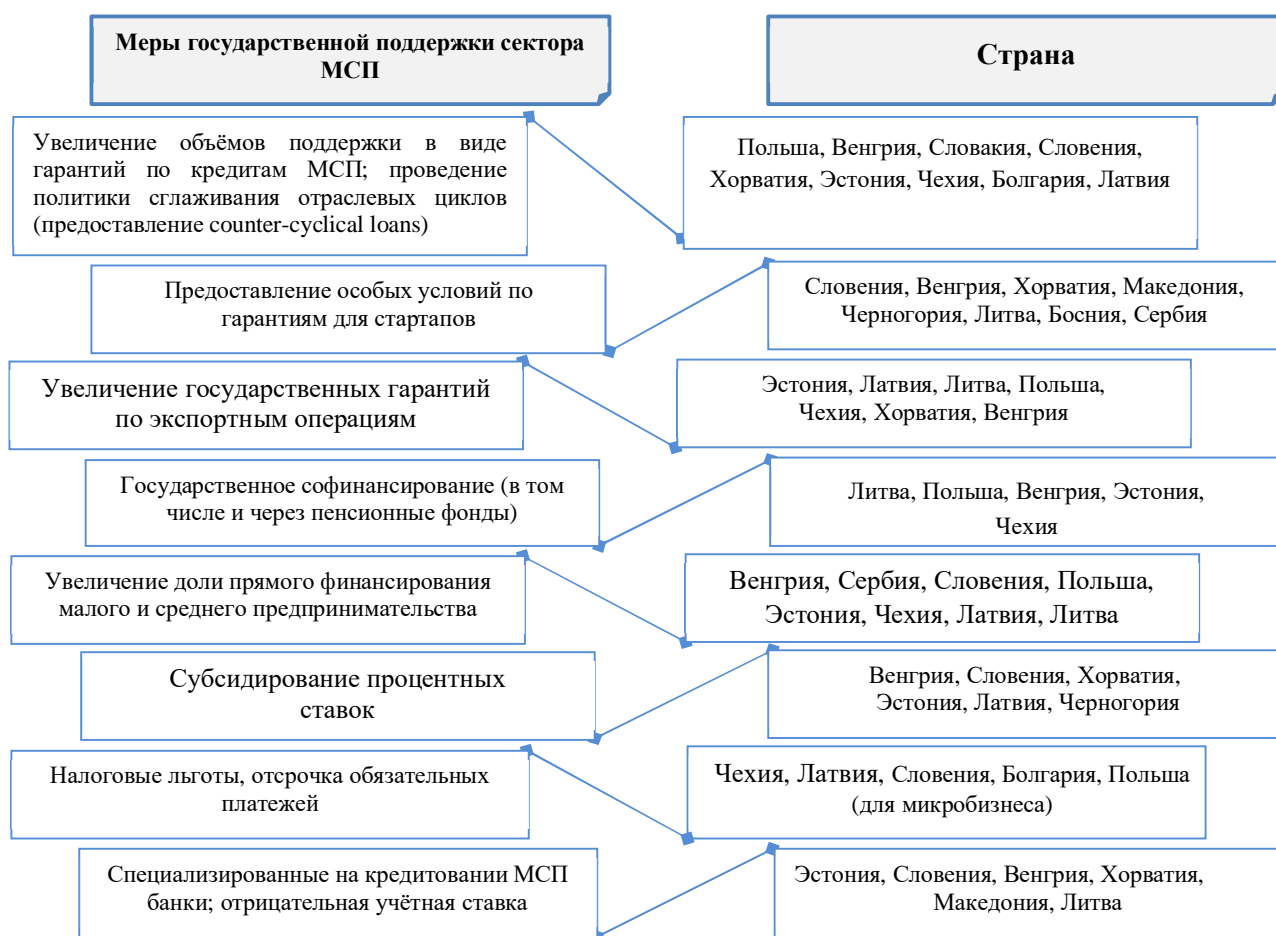 Меры государственной поддержки сектора
МСП
Страна
Увеличение объёмов поддержки в виде
гарантий по кредитам МСП; проведение
политики сглаживания отраслевых циклов
(предоставление counter-cyclical loans)
Польша, Венгрия, Словакия, Словения,
Хорватия, Эстония, Чехия, Болгария, Латвия
Предоставление особых условий по
гарантиям для стартапов
Словения, Венгрия, Хорватия, Македония,
Черногория, Литва, Босния, Сербия
Увеличение государственных гарантий
по экспортным операциям
Эстония, Латвия, Литва, Польша,
Чехия, Хорватия, Венгрия
Государственное софинансирование (в том
числе и через пенсионные фонды)
Литва, Польша, Венгрия, Эстония,
Чехия
Увеличение доли прямого финансирования
малого и среднего предпринимательства
Венгрия, Сербия, Словения, Польша,
Эстония, Чехия, Латвия, Литва
Субсидирование процентных
ставок
Венгрия, Словения, Хорватия,
Эстония, Латвия, Черногория
Налоговые льготы, отсрочка обязательных
платежей
Чехия, Латвия, Словения, Болгария, Польша
(для микробизнеса)
Специализированные на кредитовании МСП
банки; отрицательная учётная ставка
Эстония, Словения, Венгрия, Хорватия,
Македония, Литва